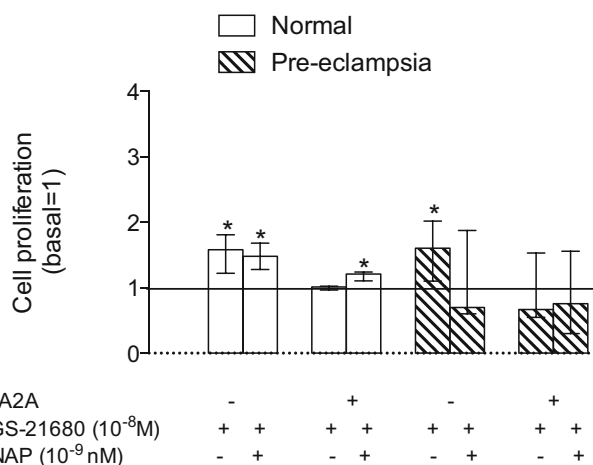 Normal
Pre-eclampsia
Cell proliferation
(basal=1)
4
3
2
1
0
* * * *
A2A - + - +
GS-21680 (10⁻⁸M) + + + + + + + +
NAP (10⁻⁹ nM) - + - + - + - +